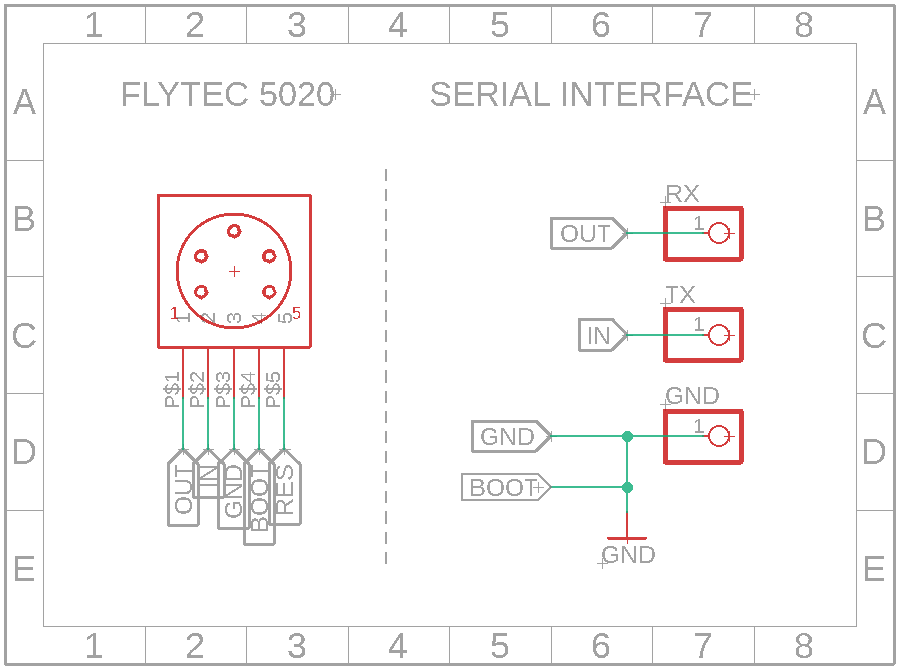 1 2 3 4 5 6 7 8
A A
FLYTEC 5020 SERIAL INTERFACE
B B
RX
OUT 1
1 1 2 3 4 5 5
TX
IN 1
C C
P$1 P$2 P$3 P$4 P$5
GND
GND 1
D D
OUT IN GND BOOT RES
BOOT
GND
E E
1 2 3 4 5 6 7 8